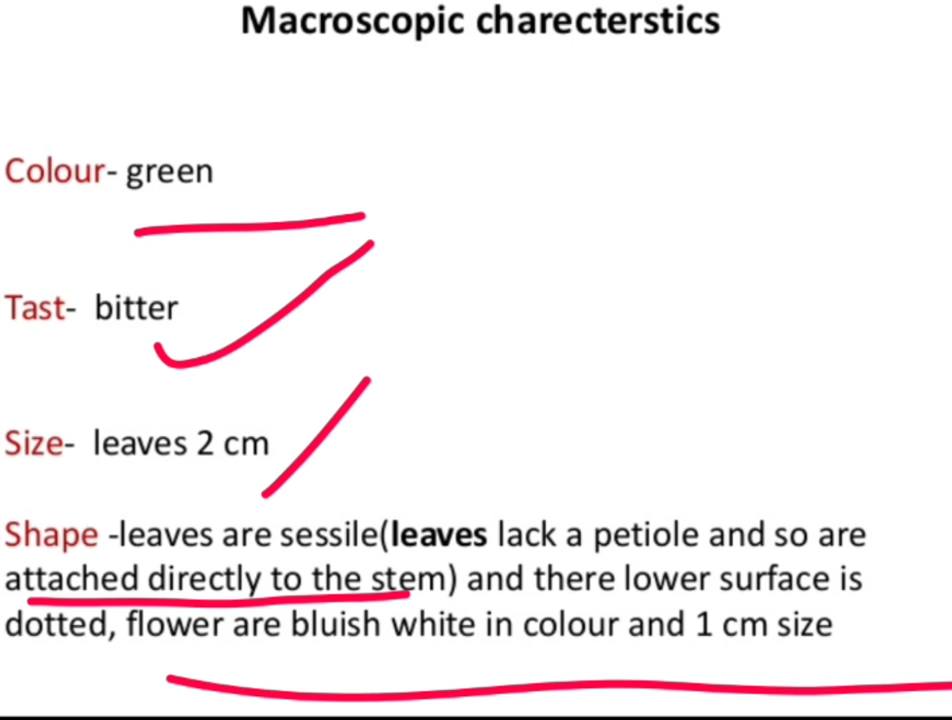 Macroscopic charecterstics
Colour- green
Tast- bitter
Size- leaves 2 cm
Shape -leaves are sessile(leaves lack a petiole and so are
attached directly to the stem) and there lower surface is
dotted, flower are bluish white in colour and 1 cm size